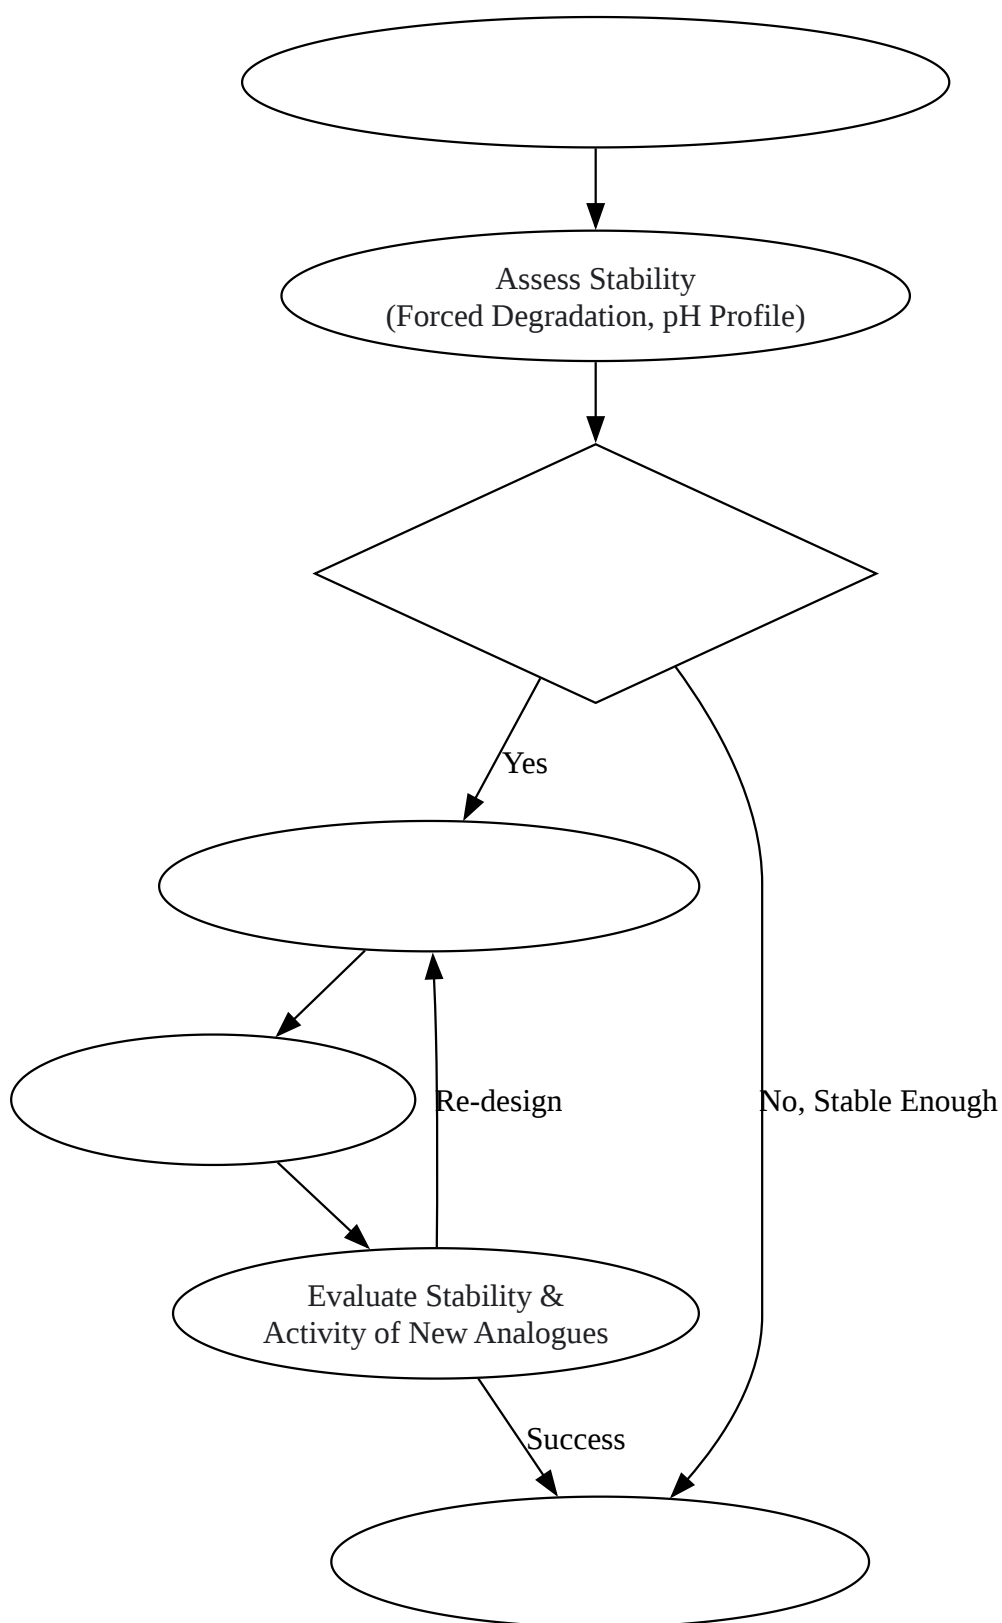 Assess Stability
(Forced Degradation, pH Profile)
Yes
Re-design
No, Stable Enough
Evaluate Stability &
Activity of New Analogues
Success